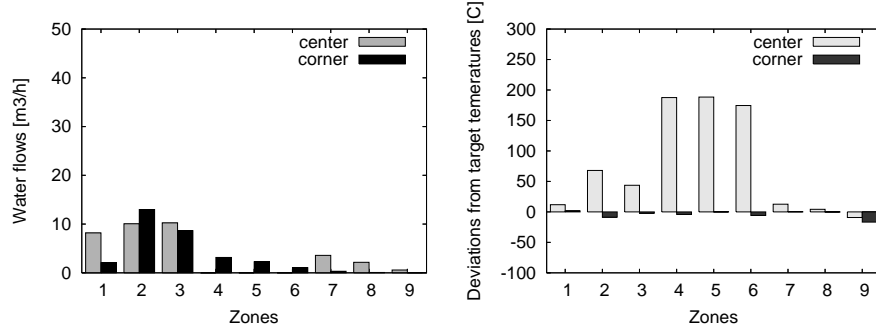 Water flows [m3/h]
50
40
30
20
10
0
center
corner
1 2 3 4 5 6 7 8 9
Zones
Deviations from target temeratures [C]
300
250
200
150
100
50
0
-50
-100
center
corner
1 2 3 4 5 6 7 8 9
Zones